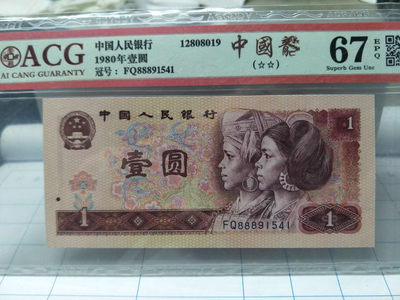 ACG
AI CANG GUARANTY
中国人民银行
1980年壹圆
冠号: FQ88891541
12808019
中國龍
(☆☆)
67 EPQ
Superb Gem Unc
中国人民银行
1
壹圆
1
1
FQ88891541